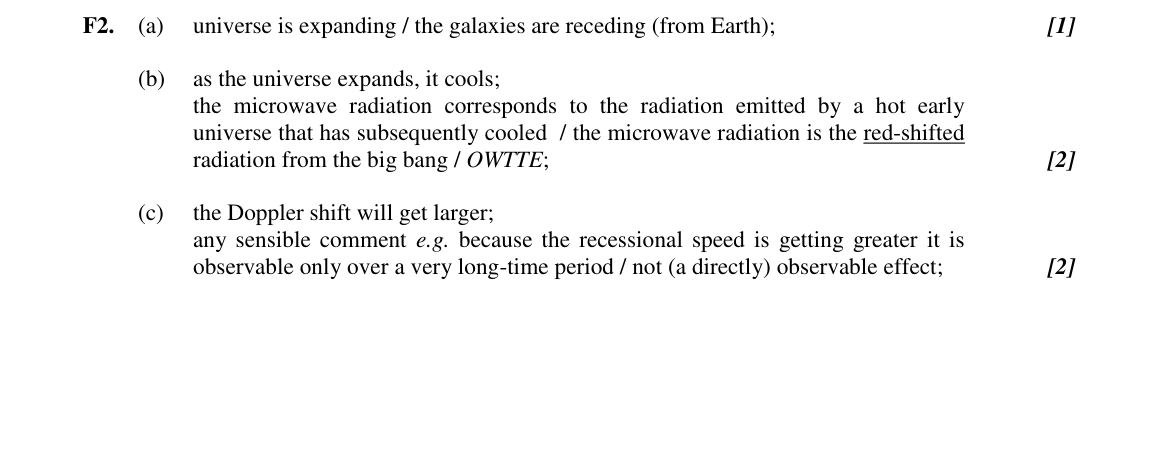 F2. (a) universe is expanding / the galaxies are receding (from Earth); [1]
(b) as the universe expands, it cools;
the microwave radiation corresponds to the radiation emitted by a hot early
universe that has subsequently cooled / the microwave radiation is the red-shifted
radiation from the big bang / OWTTE; [2]
(c) the Doppler shift will get larger;
any sensible comment e.g. because the recessional speed is getting greater it is
observable only over a very long-time period / not (a directly) observable effect; [2]